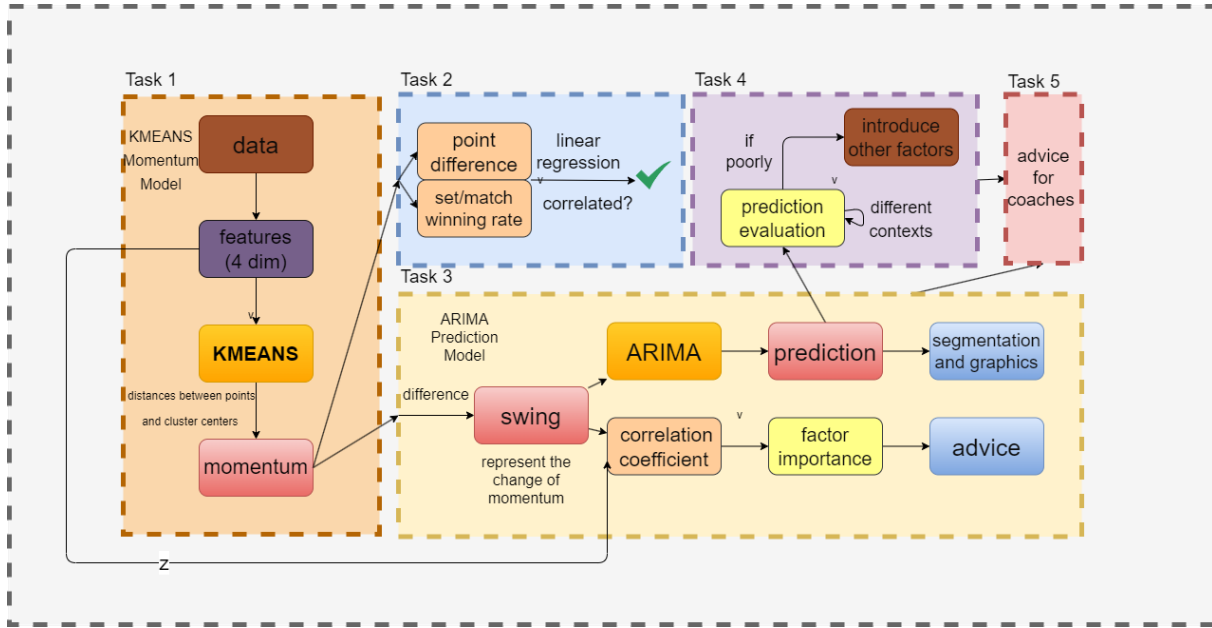 Task 1
KMEANS
Momentum
Model
data
features
(4 dim)
v
KMEANS
distances between points
and cluster centers
momentum
Task 2
point
difference
set/match
winning rate
linear
regression
v
correlated?
Task 4
if
poorly
introduce
other factors
v
prediction
evaluation
different
contexts
Task 5
advice
for
coaches
Task 3
ARIMA
Prediction
Model
difference
swing
represent the
change of
momentum
ARIMA
prediction
segmentation
and graphics
correlation
coefficient
v
factor
importance
advice
z